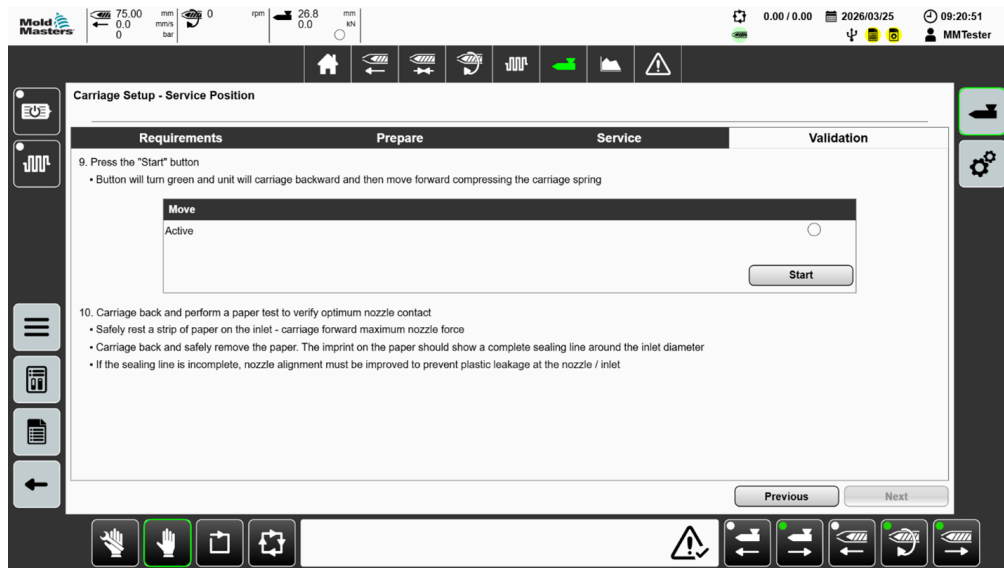 Mold
Masters
75.00 mm
0.0 mm/s
0 bar
0 rpm
26.8 mm
0.0 kN
0.00 / 0.00
2026/03/25
09:20:51
MMTester
Carriage Setup - Service Position
Requirements
Prepare
Service
Validation
9. Press the "Start" button
• Button will turn green and unit will carriage backward and then move forward compressing the carriage spring
Move
Active
Start
10. Carriage back and perform a paper test to verify optimum nozzle contact
• Safely rest a strip of paper on the inlet - carriage forward maximum nozzle force
• Carriage back and safely remove the paper. The imprint on the paper should show a complete sealing line around the inlet diameter
• If the sealing line is incomplete, nozzle alignment must be improved to prevent plastic leakage at the nozzle / inlet
Previous
Next